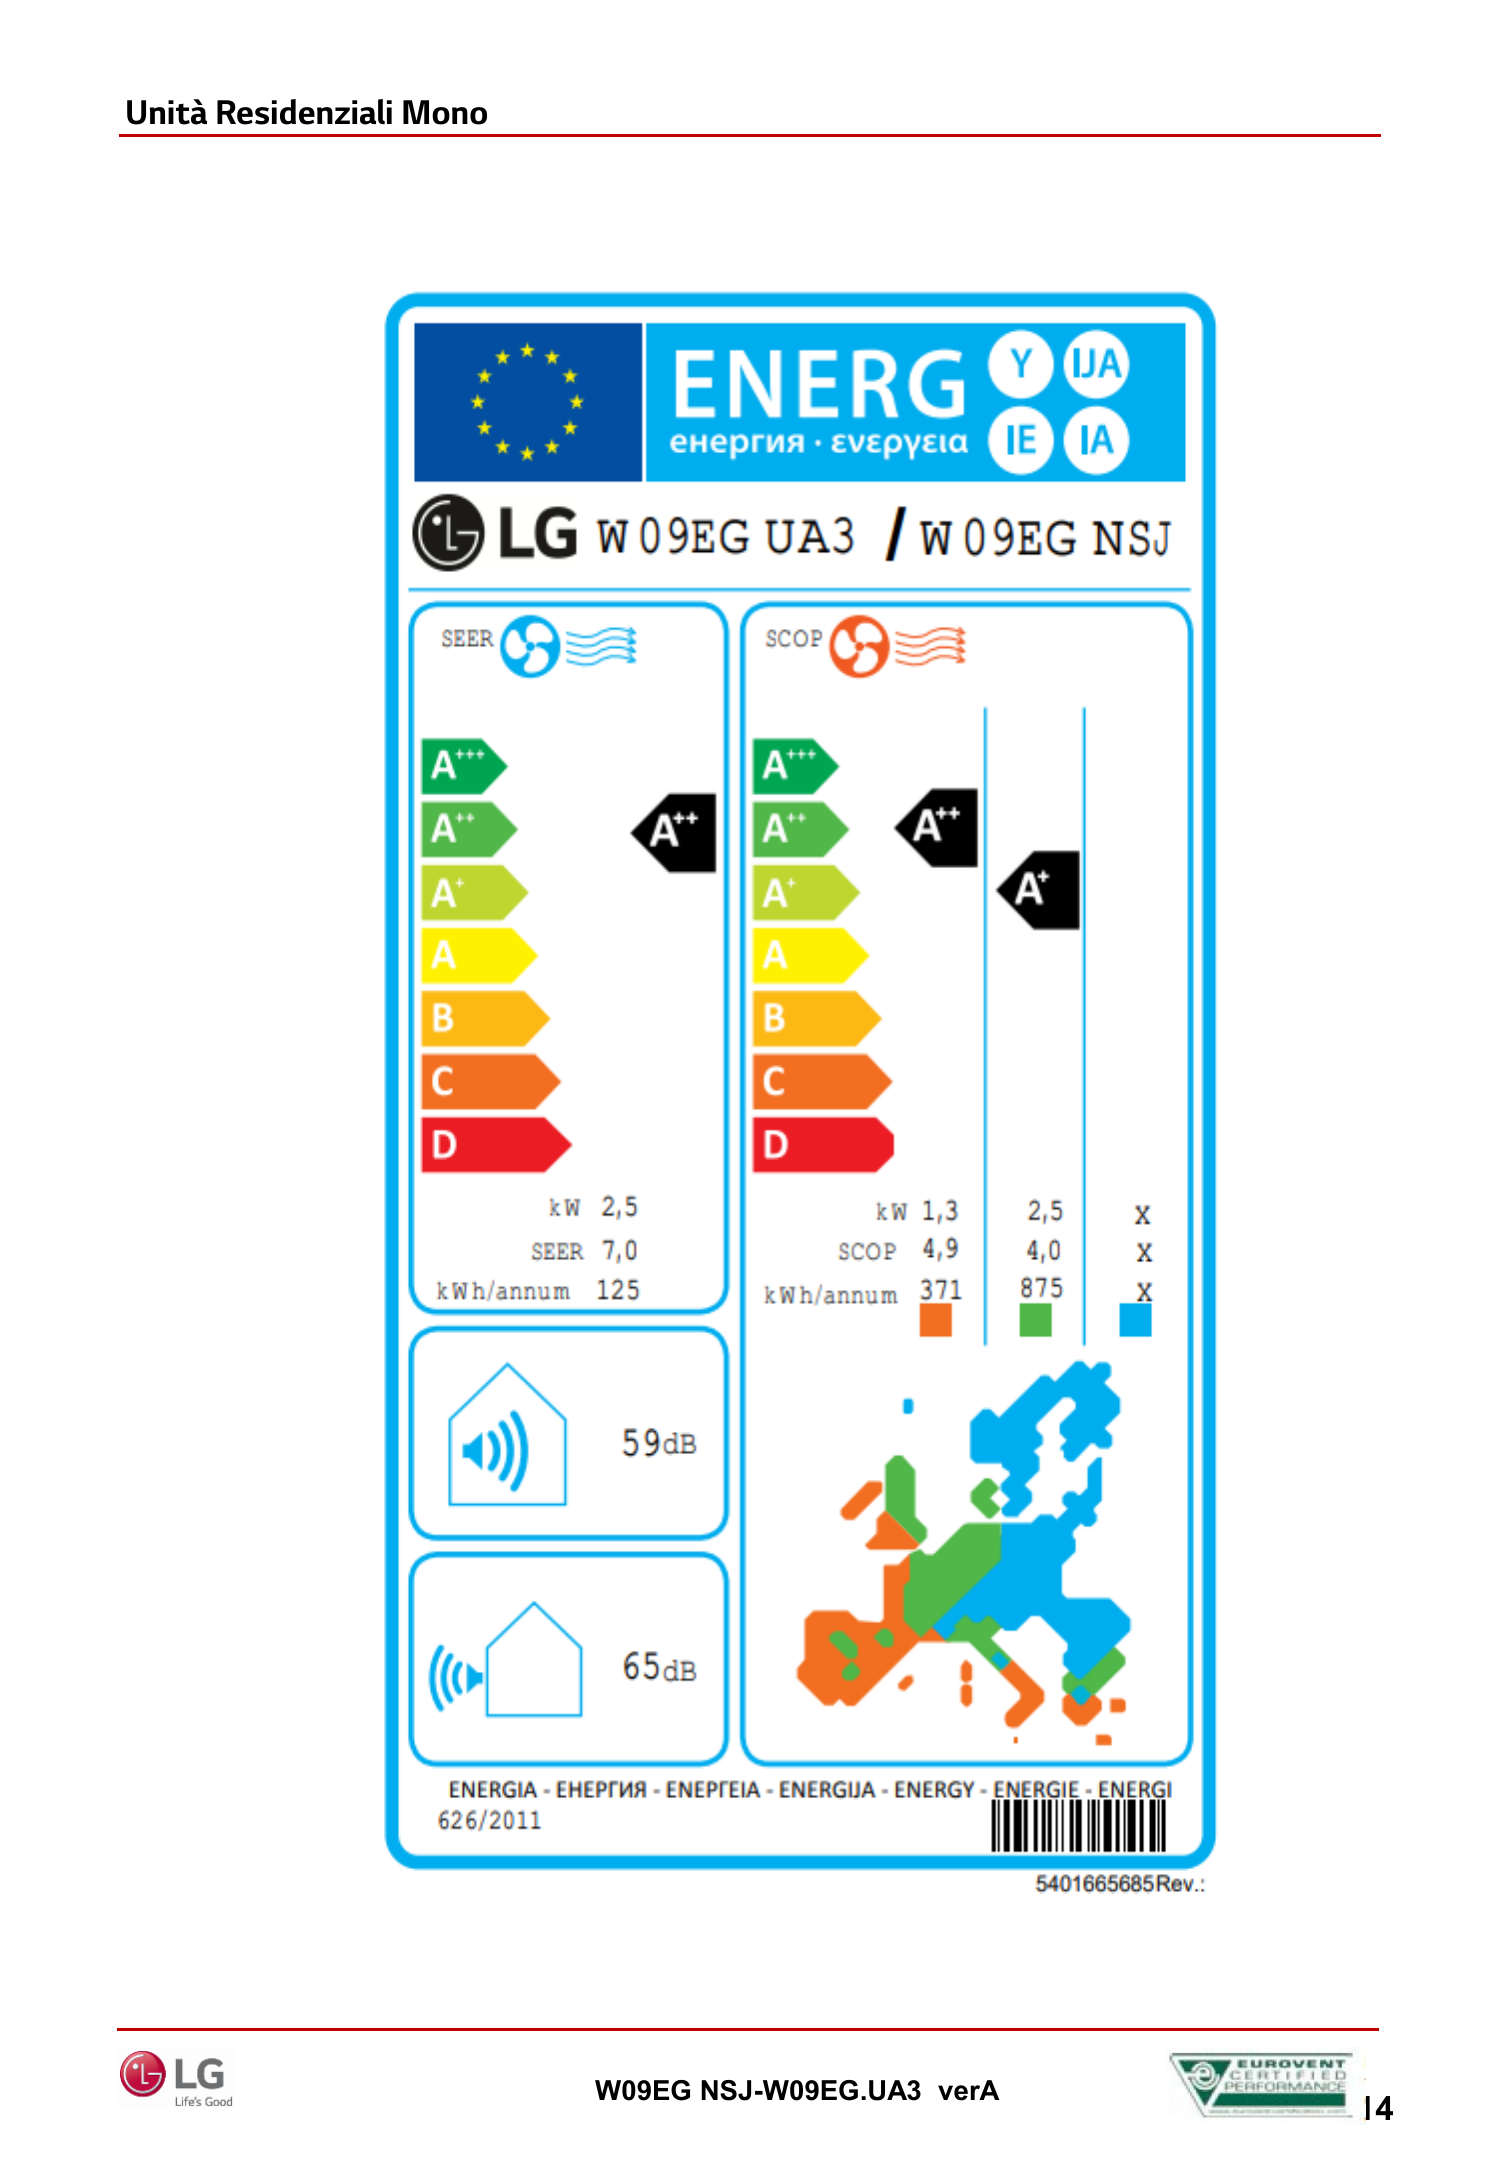 Unità Residenziali Mono
ENERG Y IJA
енергия · ενεργεια IE IA
LG W09EG UA3 / W09EG NSJ
SEER
SCOP
A+++
A++
A+
A
B
C
D
A++
A+++
A++
A+
A
B
C
D
A++
A+
kW 2,5
SEER 7,0
kWh/annum 125
kW 1,3 2,5 X
SCOP 4,9 4,0 X
kWh/annum 371 875 X
59dB
65dB
ENERGIA - ЕНЕРГИЯ - ΕΝΕΡΓΕΙΑ - ENERGIJA - ENERGY - ENERGIE - ENERGI
626/2011
5401665685Rev.:
LG
Life's Good
W09EG NSJ-W09EG.UA3 verA
EUROVENT
CERTIFIED
PERFORMANCE
14